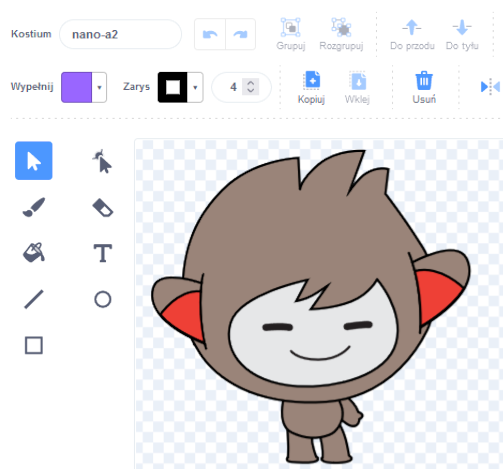 Kostium nano-a2
Grupuj Rozgrupuj Do przodu Do tyłu
Wypełnij Zarys 4
Kopiuj Wklej Usuń
T